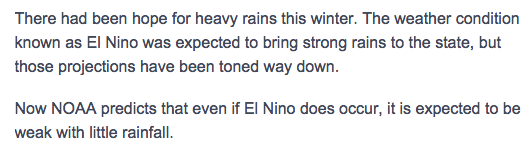 There had been hope for heavy rains this winter. The weather condition
known as El Nino was expected to bring strong rains to the state, but
those projections have been toned way down.
Now NOAA predicts that even if El Nino does occur, it is expected to be
weak with little rainfall.